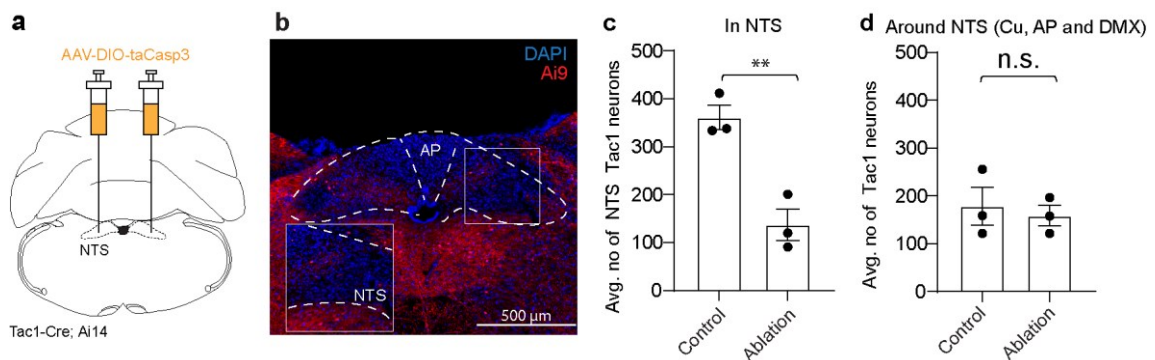 a
AAV-DIO-taCasp3
NTS
Tac1-Cre; Ai14
b
DAPI
Ai9
AP
NTS
500 µm
c
In NTS
**
Avg. no of NTS Tac1 neurons
500
400
300
200
100
0
Control
Ablation
d
Around NTS (Cu, AP and DMX)
n.s.
Avg. no of Tac1 neurons
500
400
300
200
100
0
Control
Ablation